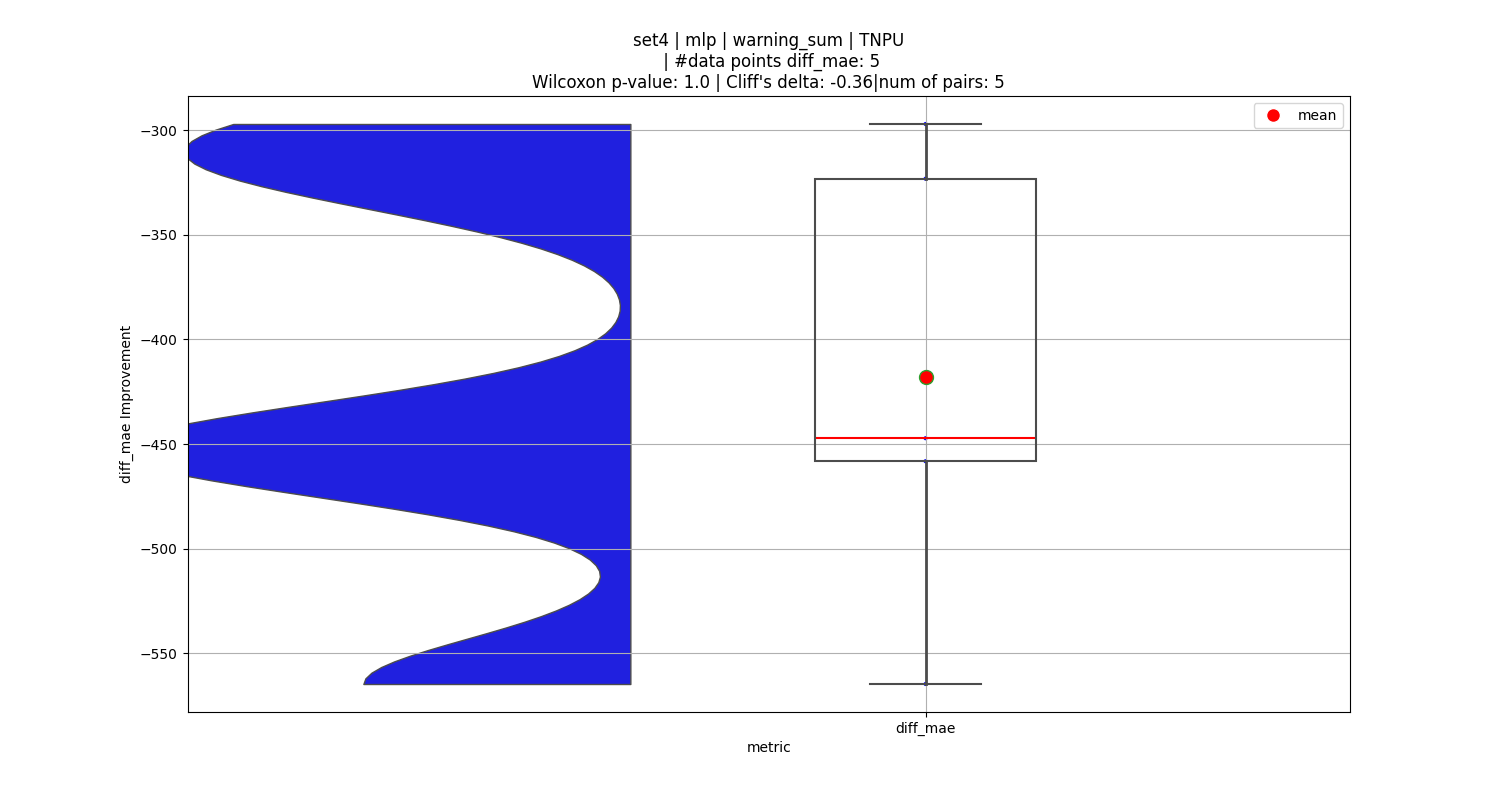 set4 | mlp | warning_sum | TNPU
| #data points diff_mae: 5
Wilcoxon p-value: 1.0 | Cliff's delta: -0.36|num of pairs: 5
mean
−300
−350
−400
−450
−500
−550
diff_mae Improvement
diff_mae
metric